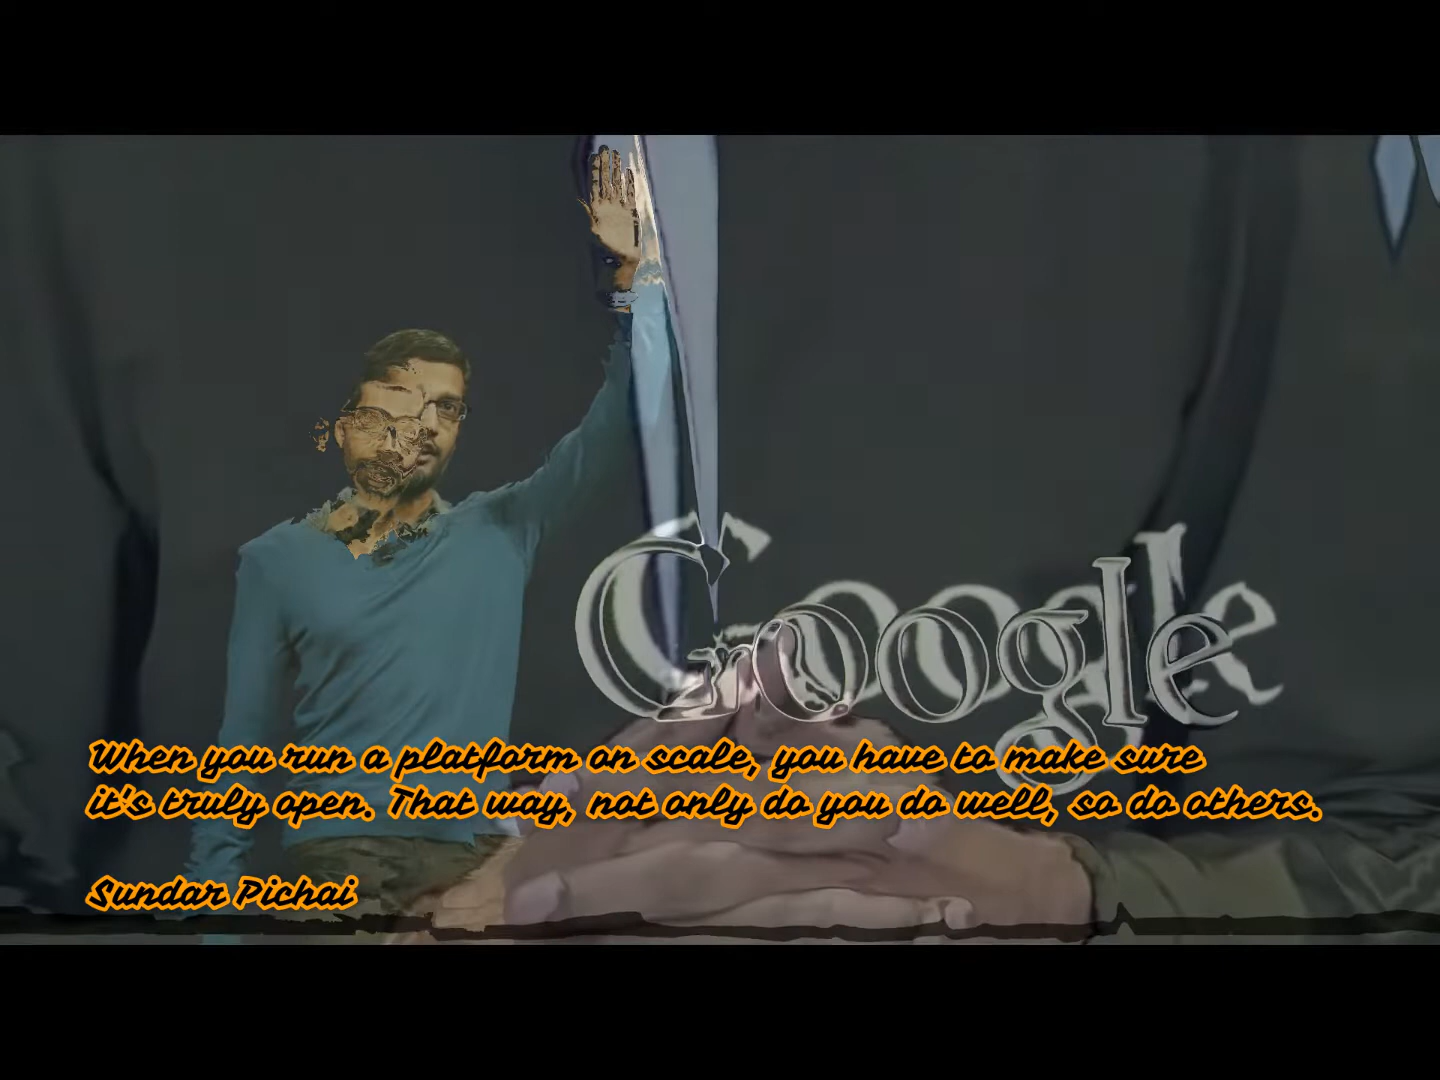 Google
When you run a platform on scale, you have to make sure
it's truly open. That way, not only do you do well, so do others.
Sundar Pichai